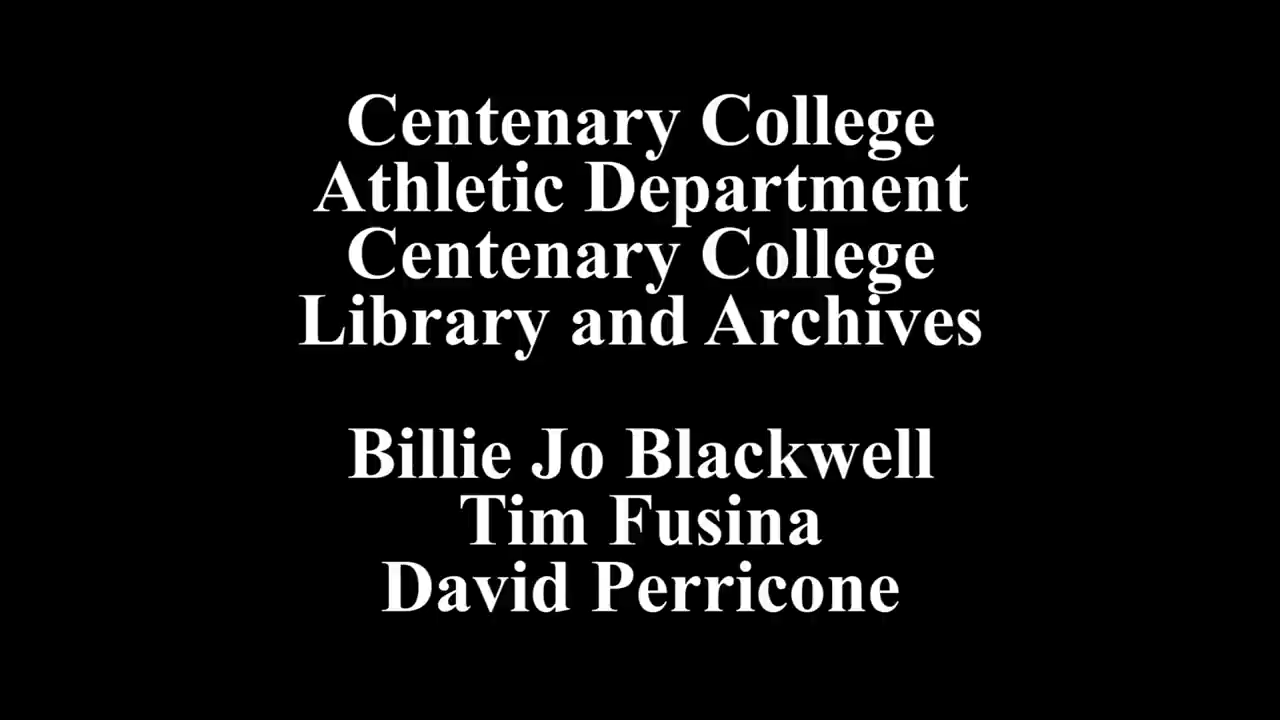 Centenary College
Athletic Department
Centenary College
Library and Archives
Billie Jo Blackwell
Tim Fusina
David Perricone